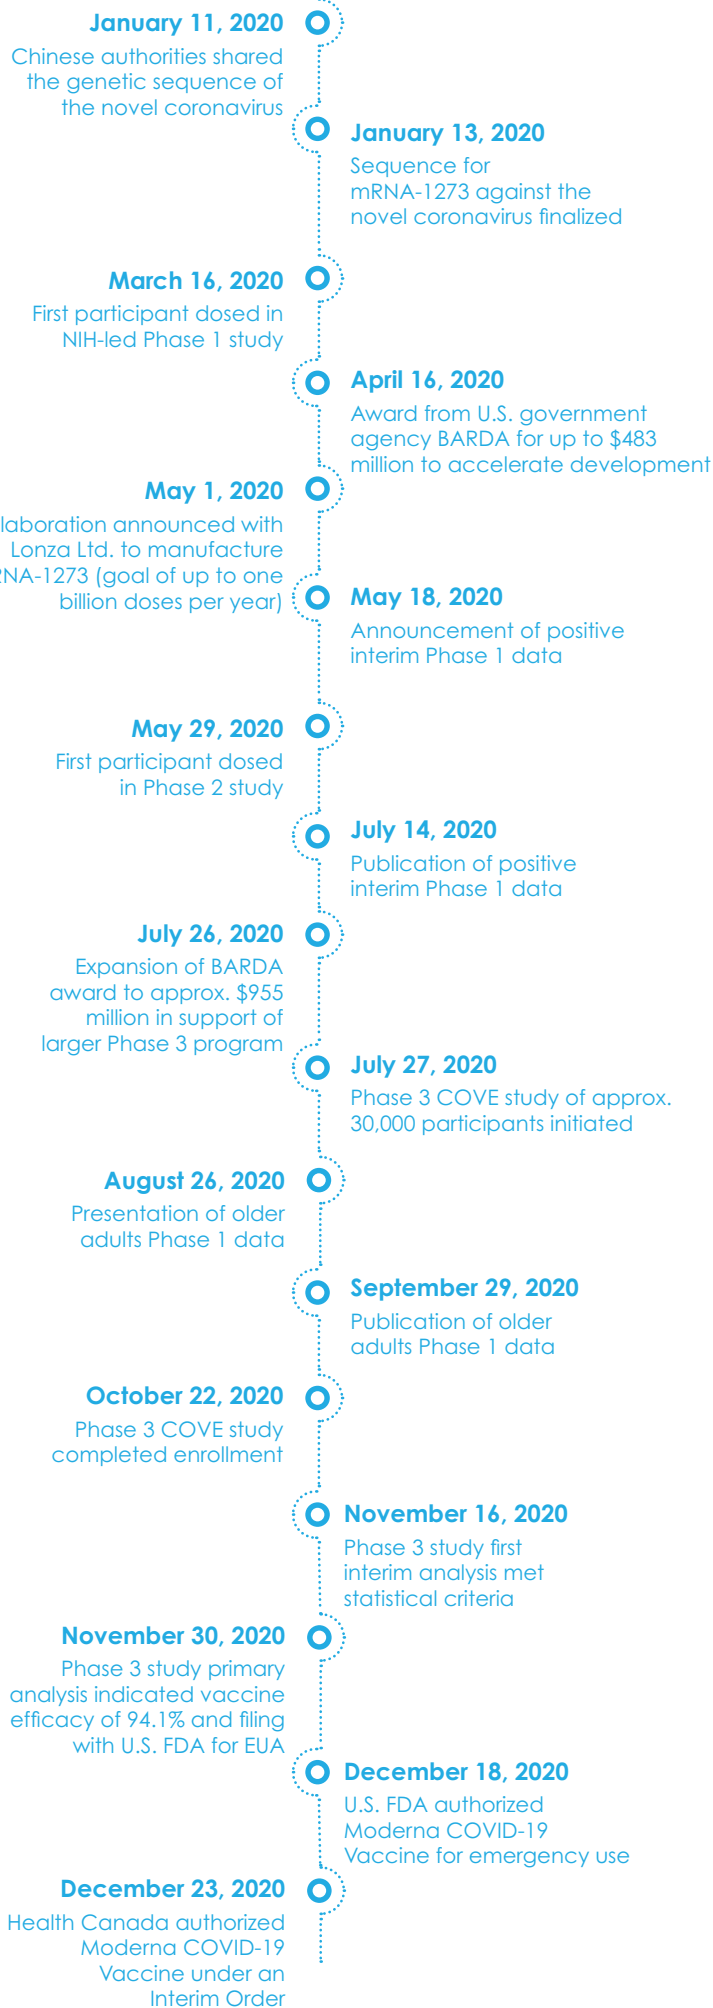 January 11, 2020
Chinese authorities shared
the genetic sequence of
the novel coronavirus
January 13, 2020
Sequence for
mRNA-1273 against the
novel coronavirus finalized
March 16, 2020
First participant dosed in
NIH-led Phase 1 study
April 16, 2020
Award from U.S. government
agency BARDA for up to $483
million to accelerate development
May 1, 2020
laboration announced with
Lonza Ltd. to manufacture
NA-1273 (goal of up to one
billion doses per year)
May 18, 2020
Announcement of positive
interim Phase 1 data
May 29, 2020
First participant dosed
in Phase 2 study
July 14, 2020
Publication of positive
interim Phase 1 data
July 26, 2020
Expansion of BARDA
award to approx. $955
million in support of
larger Phase 3 program
July 27, 2020
Phase 3 COVE study of approx.
30,000 participants initiated
August 26, 2020
Presentation of older
adults Phase 1 data
September 29, 2020
Publication of older
adults Phase 1 data
October 22, 2020
Phase 3 COVE study
completed enrollment
November 16, 2020
Phase 3 study first
interim analysis met
statistical criteria
November 30, 2020
Phase 3 study primary
analysis indicated vaccine
efficacy of 94.1% and filing
with U.S. FDA for EUA
December 18, 2020
U.S. FDA authorized
Moderna COVID-19
Vaccine for emergency use
December 23, 2020
Health Canada authorized
Moderna COVID-19
Vaccine under an
Interim Order